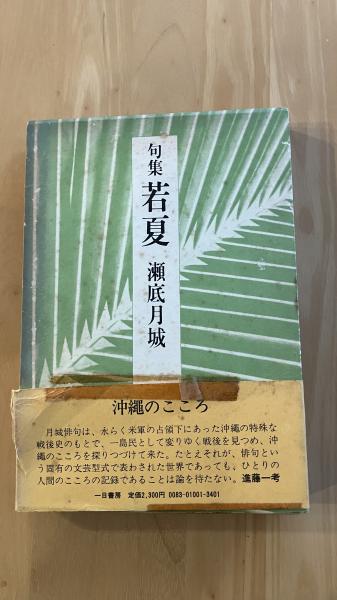 句集
若夏
瀬底月城
沖縄のこころ
月城俳句は、永らく米軍の占領下にあった沖縄の特殊な
戦後史のもとで、一島民として変りゆく戦後を見つめ、沖
縄のこころを探りつづけて来た。たとえそれが、俳句とい
う固有の文芸型式で表わされた世界であっても、ひとりの
人間のこころの記録であることは論を待たない。進藤一考
一日書房 定価2,300円 0083-01001-3401